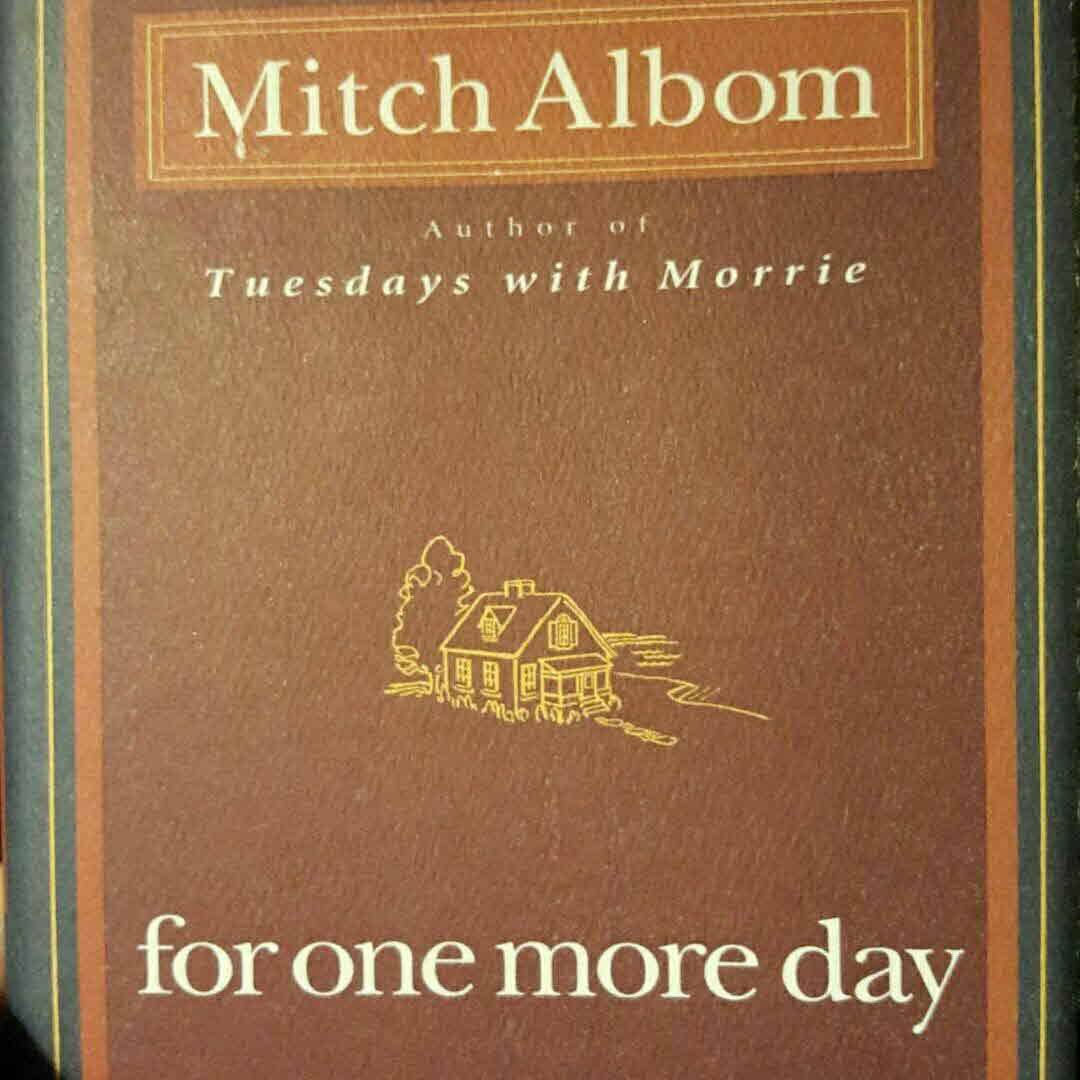 Mitch Albom
Author of
Tuesdays with Morrie
for one more day